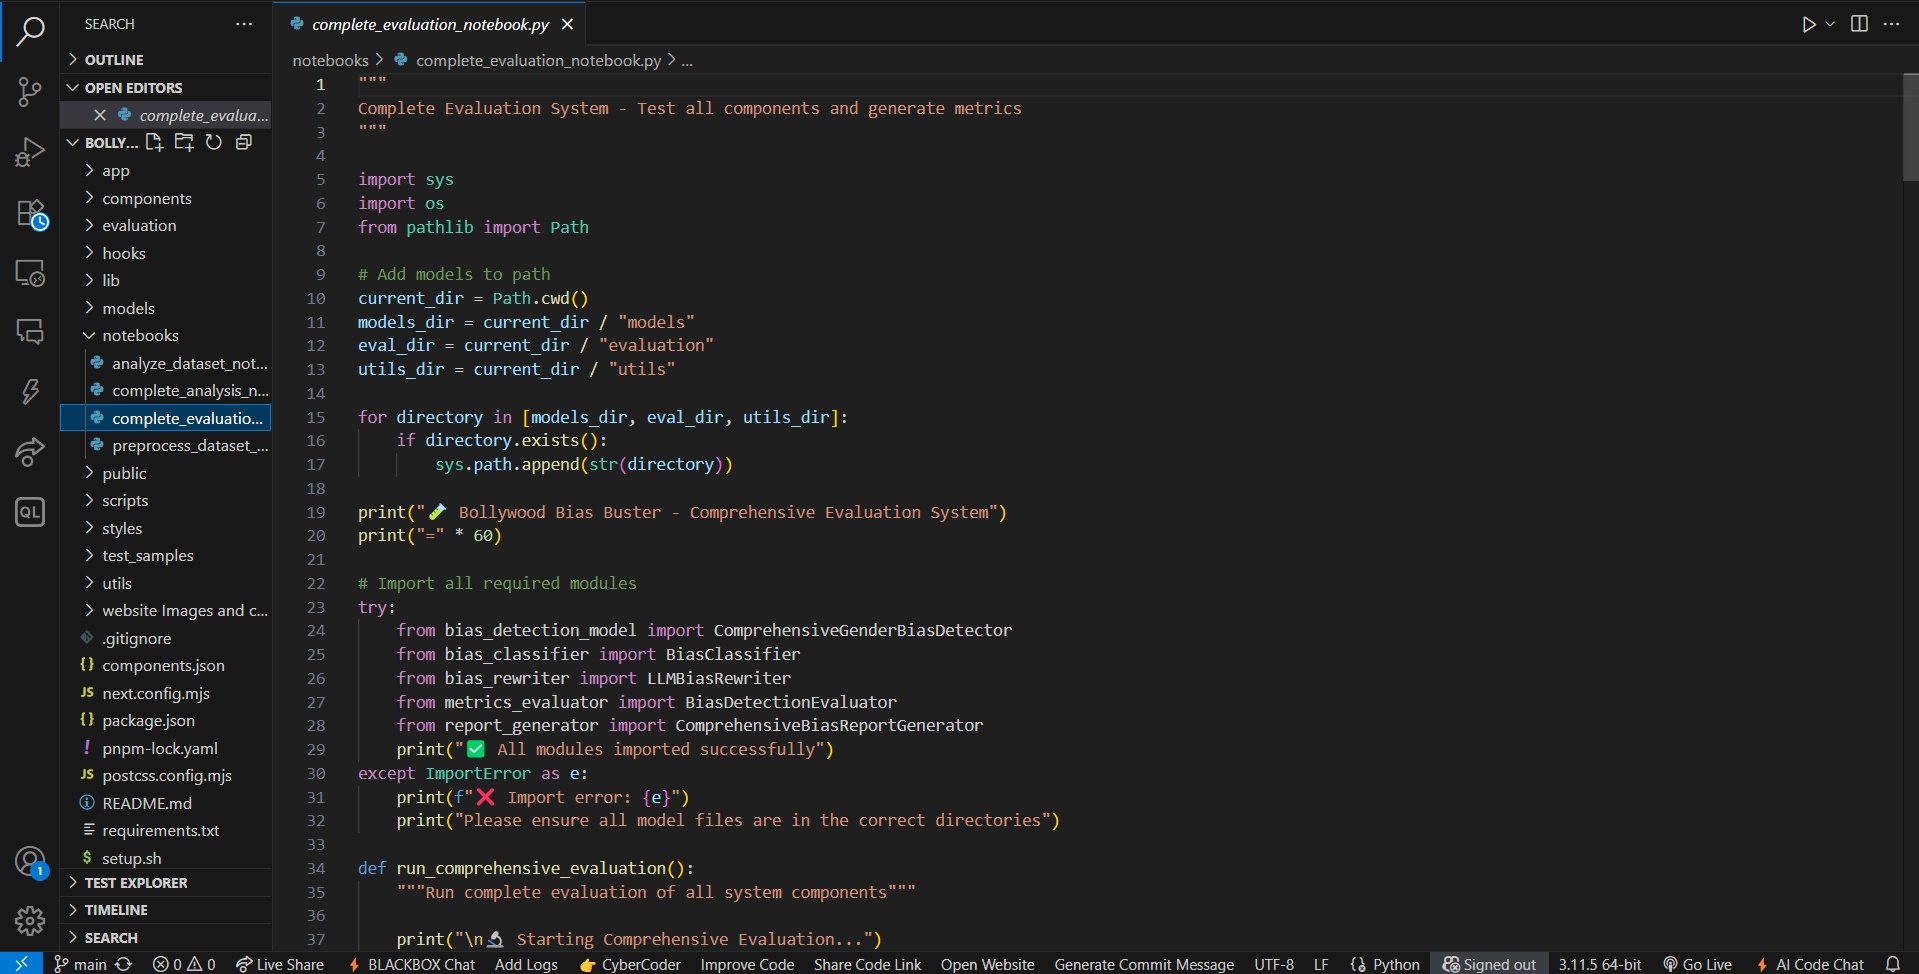 SEARCH
OUTLINE
OPEN EDITORS
complete_evalua...
BOLLY...
app
components
evaluation
hooks
lib
models
notebooks
analyze_dataset_not...
complete_analysis_n...
complete_evaluatio...
preprocess_dataset_...
public
scripts
styles
test_samples
utils
website Images and c...
.gitignore
{} components.json
JS next.config.mjs
{} package.json
! pnpm-lock.yaml
JS postcss.config.mjs
README.md
requirements.txt
$ setup.sh
TEST EXPLORER
TIMELINE
SEARCH
QL
1
complete_evaluation_notebook.py
notebooks > complete_evaluation_notebook.py > ...
1 """
2 Complete Evaluation System - Test all components and generate metrics
3 """
4
5 import sys
6 import os
7 from pathlib import Path
8
9 # Add models to path
10 current_dir = Path.cwd()
11 models_dir = current_dir / "models"
12 eval_dir = current_dir / "evaluation"
13 utils_dir = current_dir / "utils"
14
15 for directory in [models_dir, eval_dir, utils_dir]:
16     if directory.exists():
17         sys.path.append(str(directory))
18
19 print("🧪 Bollywood Bias Buster - Comprehensive Evaluation System")
20 print("=" * 60)
21
22 # Import all required modules
23 try:
24     from bias_detection_model import ComprehensiveGenderBiasDetector
25     from bias_classifier import BiasClassifier
26     from bias_rewriter import LLMBiasRewriter
27     from metrics_evaluator import BiasDetectionEvaluator
28     from report_generator import ComprehensiveBiasReportGenerator
29     print("✅ All modules imported successfully")
30 except ImportError as e:
31     print(f"❌ Import error: {e}")
32     print("Please ensure all model files are in the correct directories")
33
34 def run_comprehensive_evaluation():
35     """Run complete evaluation of all system components"""
36
37     print("\n🔬 Starting Comprehensive Evaluation...")
main 0 0 Live Share BLACKBOX Chat Add Logs 👉 CyberCoder Improve Code Share Code Link Open Website Generate Commit Message UTF-8 LF {} Python Signed out 3.11.5 64-bit Go Live AI Code Chat